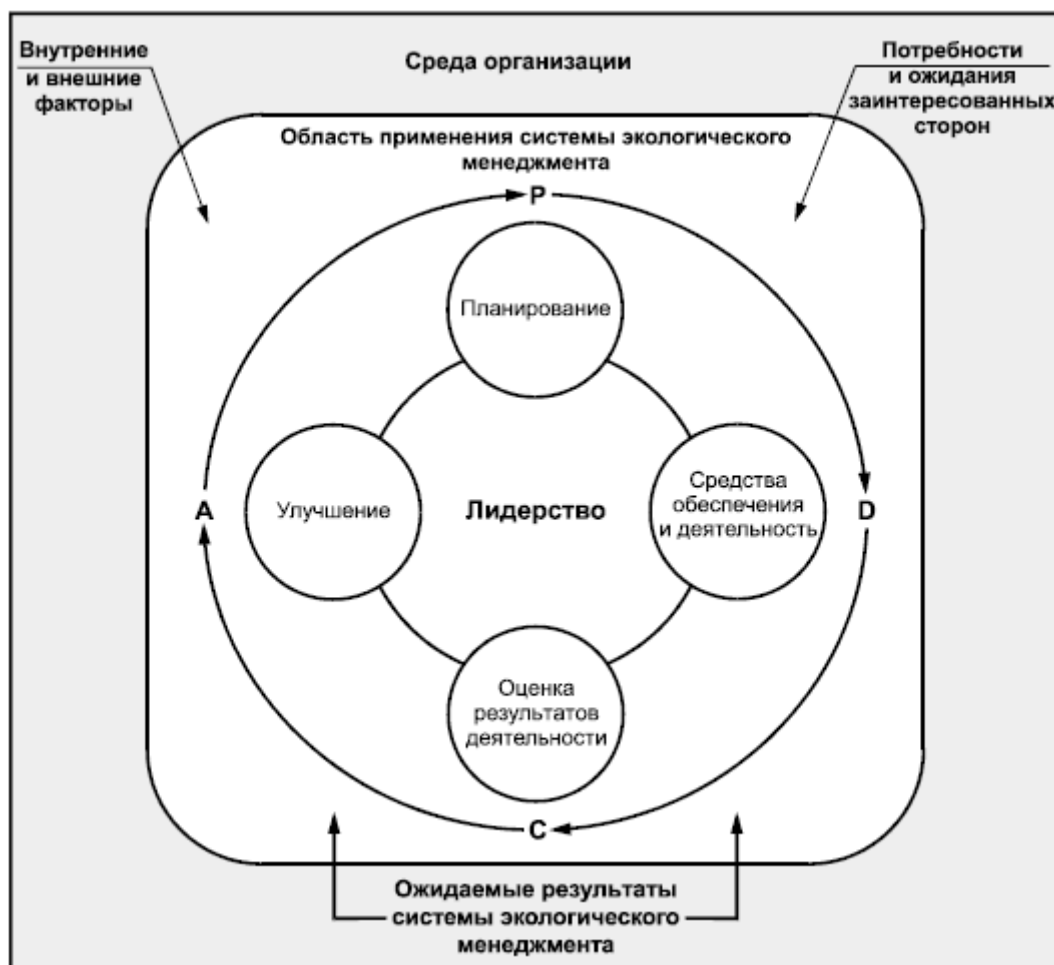 Внутренние
и внешние
факторы
Среда организации
Потребности
и ожидания
заинтересованных
сторон
Область применения системы экологического
менеджмента
P
Планирование
A
Улучшение
Лидерство
Средства
обеспечения
и деятельность
D
Оценка
результатов
деятельности
C
Ожидаемые результаты
системы экологического
менеджмента